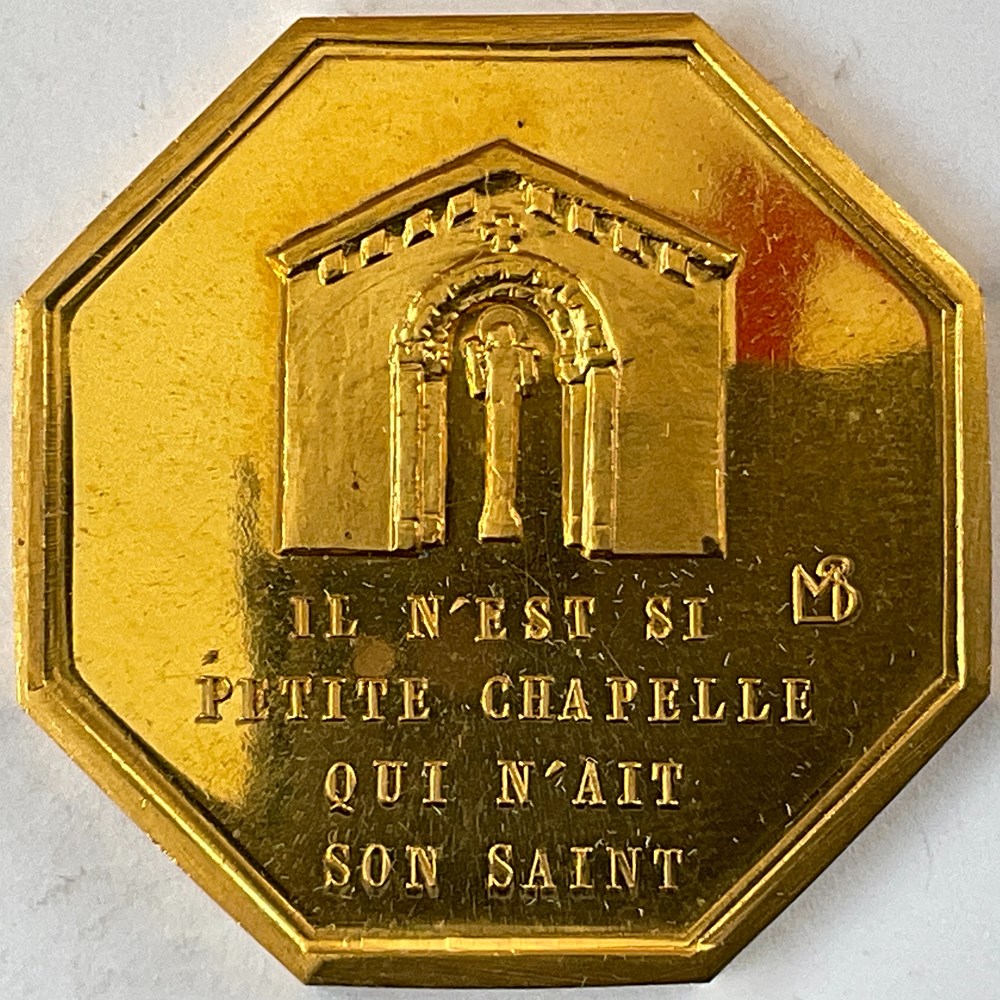 IL N'EST SI
PETITE CHAPELLE
QUI N'AIT
SON SAINT